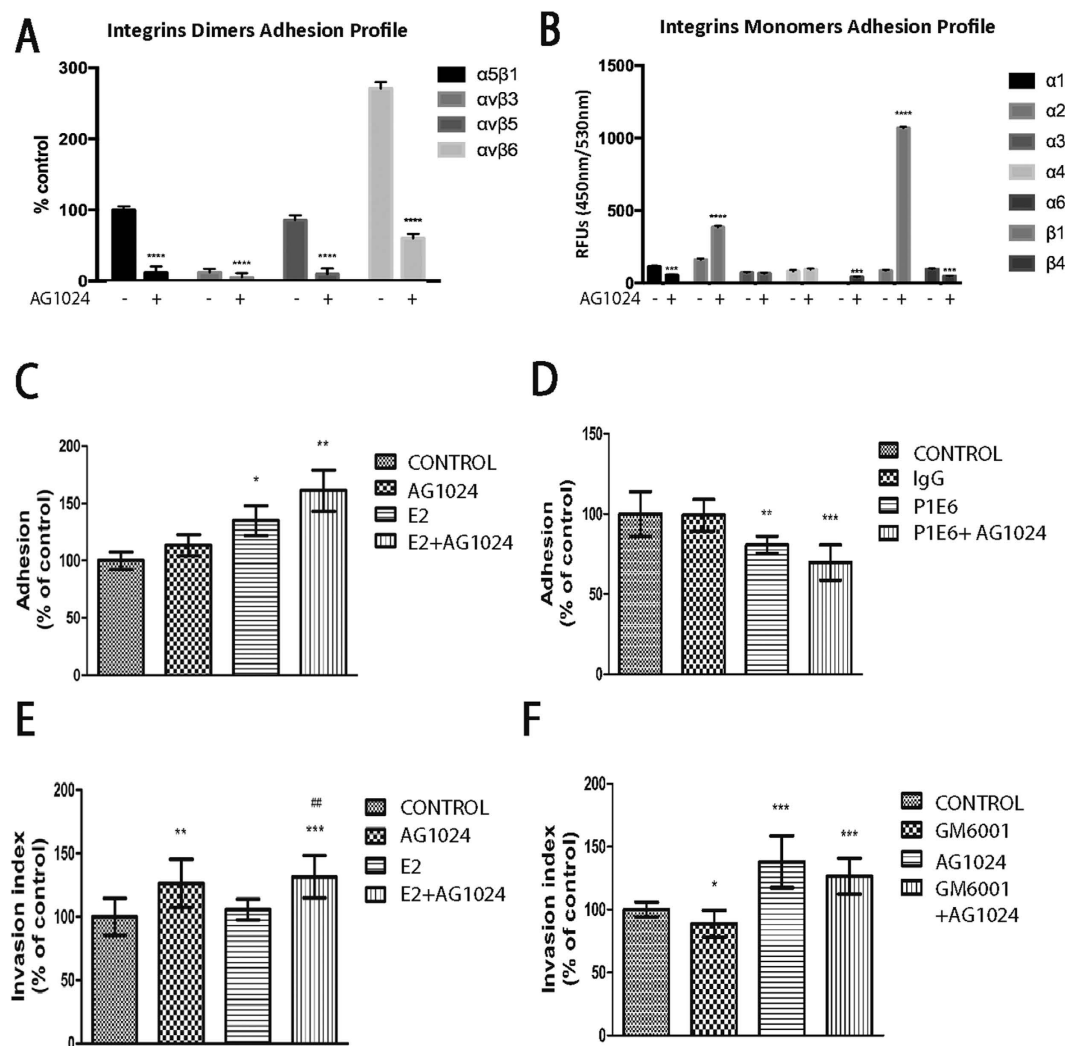 A
Integrins Dimers Adhesion Profile
% control
300
200
100
0
**** **** **** ****
AG1024 - + - + - + - +
α5β1
αvβ3
αvβ5
αvβ6
B
Integrins Monomers Adhesion Profile
RFUs (450nm/530nm)
1500
1000
500
0
*** **** *** **** ***
AG1024 - + - + - + - + - + - + - +
α1
α2
α3
α4
α6
β1
β4
C
Adhesion
(% of control)
200
150
100
50
0
* **
CONTROL
AG1024
E2
E2+AG1024
D
Adhesion
(% of control)
150
100
50
0
** ***
CONTROL
IgG
P1E6
P1E6+ AG1024
E
Invasion index
(% of control)
200
150
100
50
0
##
** ***
CONTROL
AG1024
E2
E2+AG1024
F
Invasion index
(% of control)
200
150
100
50
0
* *** ***
CONTROL
GM6001
AG1024
GM6001
+AG1024